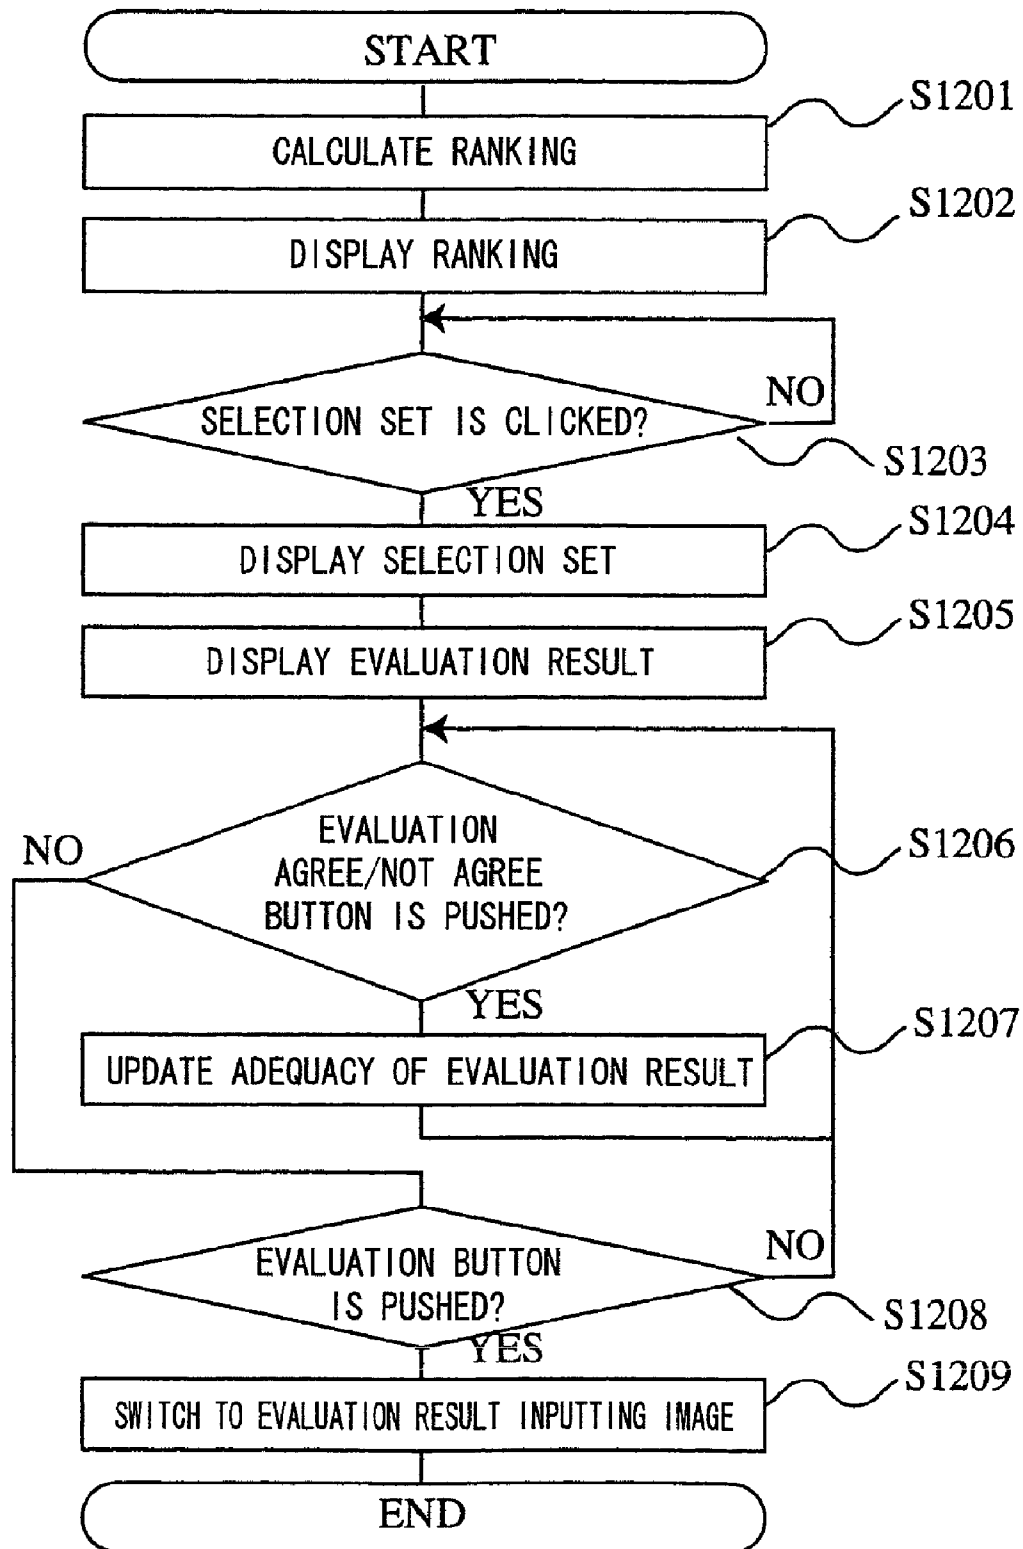 START
S1201
CALCULATE RANKING
S1202
DISPLAY RANKING
NO
SELECTION SET IS CLICKED?
S1203
YES
S1204
DISPLAY SELECTION SET
S1205
DISPLAY EVALUATION RESULT
NO
EVALUATION
AGREE/NOT AGREE
BUTTON IS PUSHED?
S1206
YES
S1207
UPDATE ADEQUACY OF EVALUATION RESULT
NO
EVALUATION BUTTON
IS PUSHED?
S1208
YES
S1209
SWITCH TO EVALUATION RESULT INPUTTING IMAGE
END